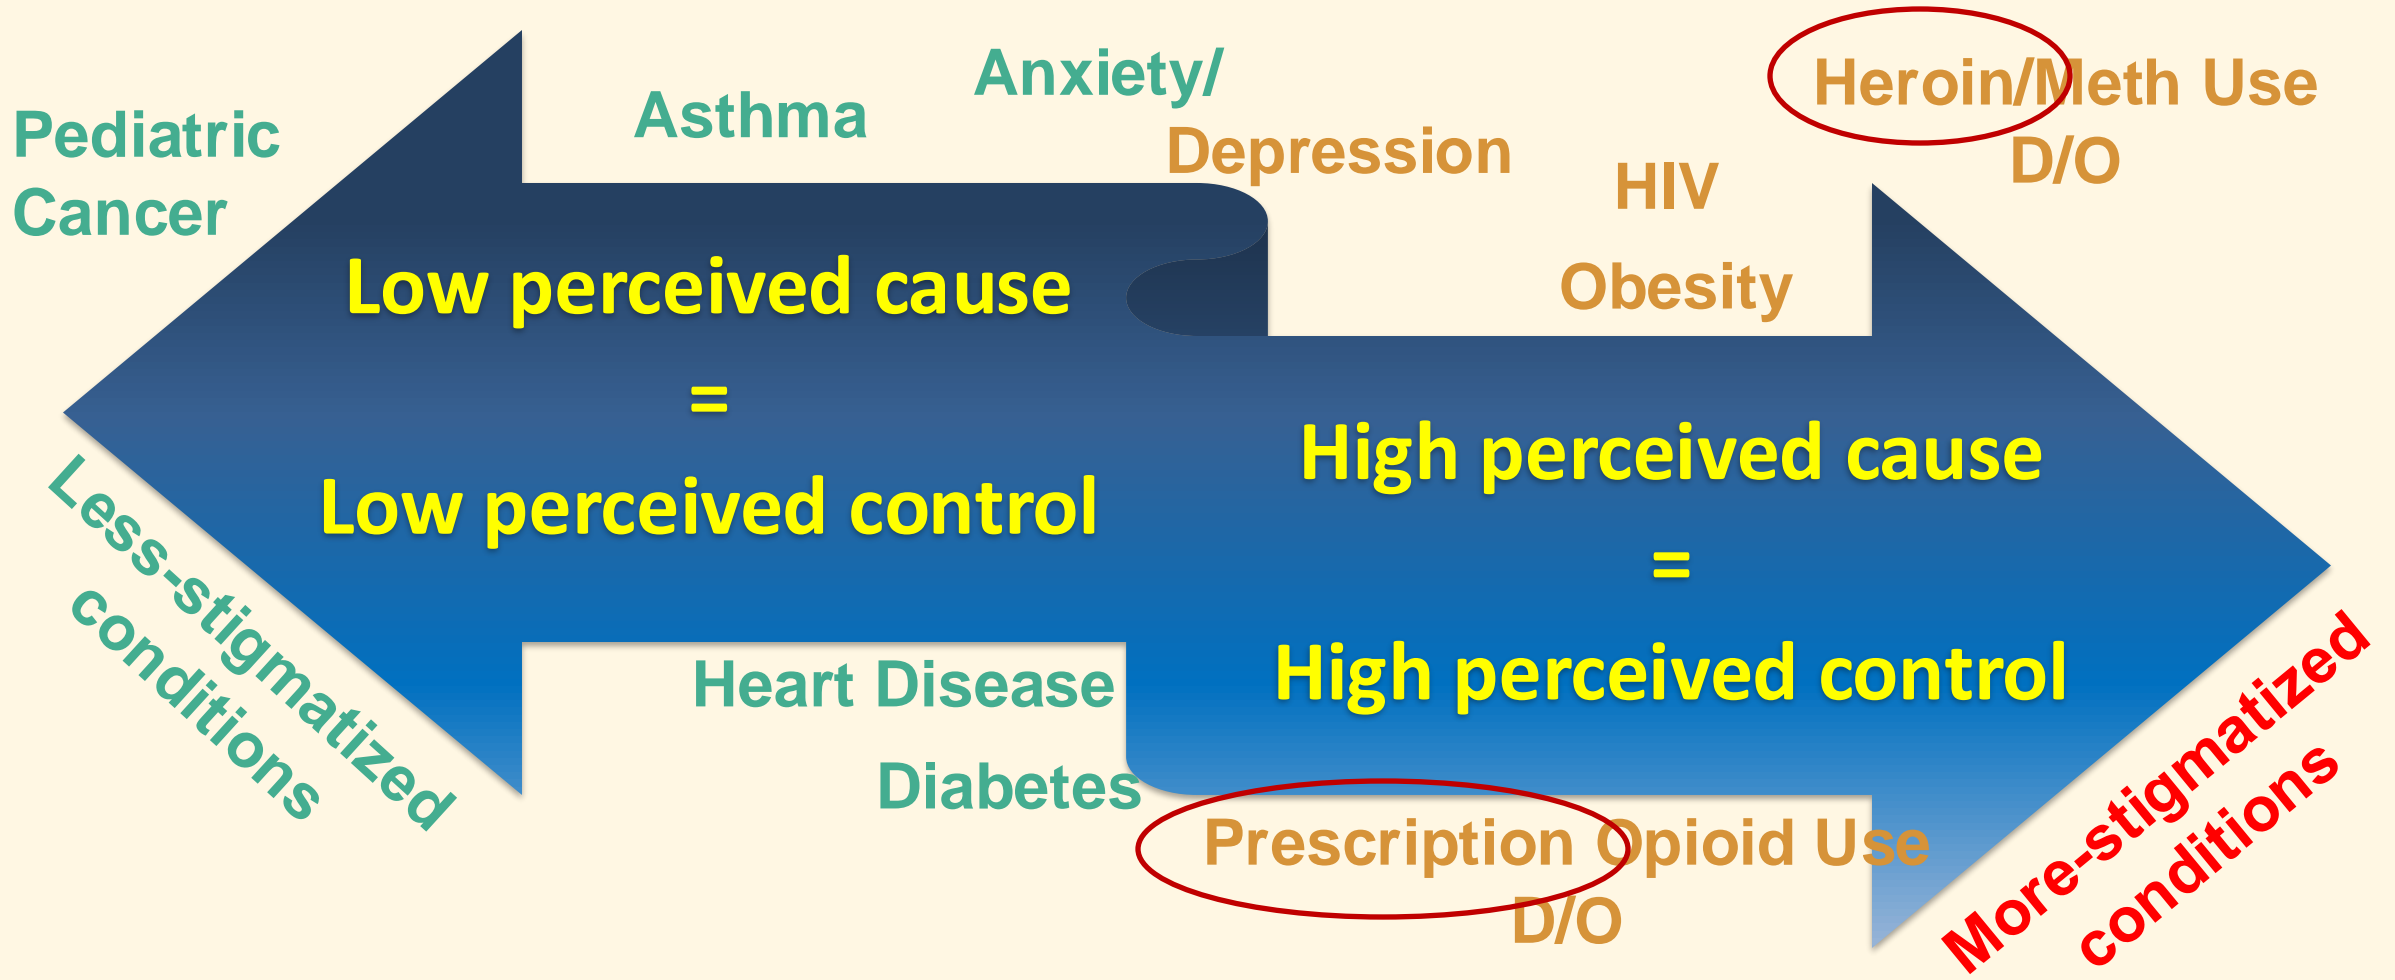 Pediatric
Cancer
Asthma
Anxiety/
Depression
HIV
Obesity
Heroin/Meth Use
D/O
Low perceived cause
=
Low perceived control
High perceived cause
=
High perceived control
Less-stigmatized
conditions
Heart Disease
Diabetes
Prescription Opioid Use
D/O
More-stigmatized
conditions